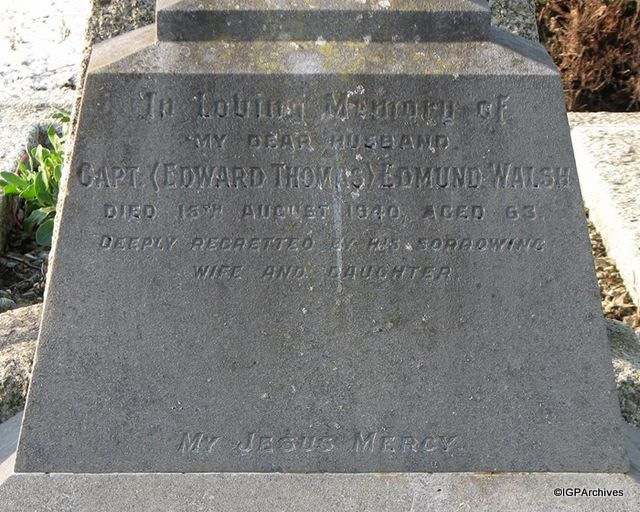 In Loving Memory of
MY DEAR HUSBAND
CAPT. (EDWARD THOMAS) EDMUND WALSH
DIED 15TH AUGUST 1940, AGED 63.
DEEPLY REGRETTED BY HIS SORROWING
WIFE AND DAUGHTER.
MY JESUS MERCY.
©IGPArchives